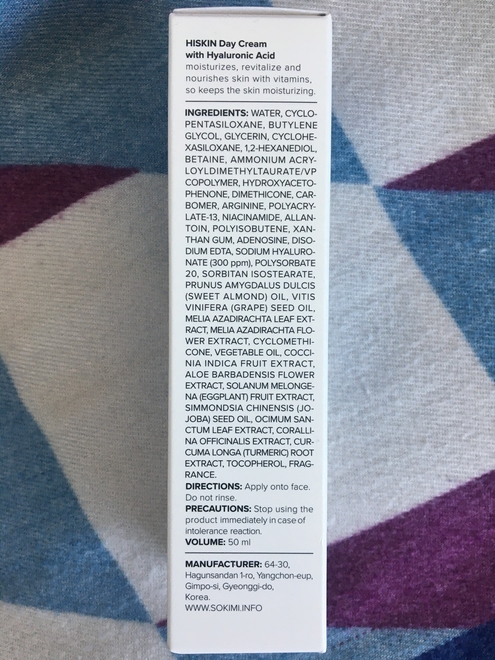 HISKIN Day Cream
with Hyaluronic Acid
moisturizes, revitalize and
nourishes skin with vitamins,
so keeps the skin moisturizing.
INGREDIENTS: WATER, CYCLO-
PENTASILOXANE, BUTYLENE
GLYCOL, GLYCERIN, CYCLOHE-
XASILOXANE, 1,2-HEXANEDIOL,
BETAINE, AMMONIUM ACRY-
LOYLDIMETHYLTAURATE/VP
COPOLYMER, HYDROXYACETO-
PHENONE, DIMETHICONE, CAR-
BOMER, ARGININE, POLYACRY-
LATE-13, NIACINAMIDE, ALLAN-
TOIN, POLYISOBUTENE, XAN-
THAN GUM, ADENOSINE, DISO-
DIUM EDTA, SODIUM HYALURO-
NATE (300 ppm), POLYSORBATE
20, SORBITAN ISOSTEARATE,
PRUNUS AMYGDALUS DULCIS
(SWEET ALMOND) OIL, VITIS
VINIFERA (GRAPE) SEED OIL,
MELIA AZADIRACHTA LEAF EXT-
RACT, MELIA AZADIRACHTA FLO-
WER EXTRACT, CYCLOMETHI-
CONE, VEGETABLE OIL, COCCI-
NIA INDICA FRUIT EXTRACT,
ALOE BARBADENSIS FLOWER
EXTRACT, SOLANUM MELONGE-
NA (EGGPLANT) FRUIT EXTRACT,
SIMMONDSIA CHINENSIS (JO-
JOBA) SEED OIL, OCIMUM SAN-
CTUM LEAF EXTRACT, CORALLI-
NA OFFICINALIS EXTRACT, CUR-
CUMA LONGA (TURMERIC) ROOT
EXTRACT, TOCOPHEROL, FRAG-
RANCE.
DIRECTIONS: Apply onto face.
Do not rinse.
PRECAUTIONS: Stop using the
product immediately in case of
intolerance reaction.
VOLUME: 50 ml
MANUFACTURER: 64-30,
Hagunsandan 1-ro, Yangchon-eup,
Gimpo-si, Gyeonggi-do,
Korea.
WWW.SOKIMI.INFO